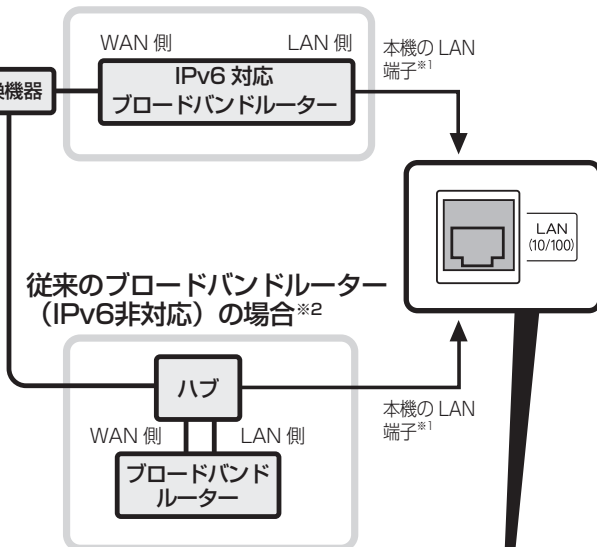 WAN 側
LAN 側
本機の LAN
端子※1
換機器
IPv6 対応
ブロードバンドルーター
LAN
(10/100)
従来のブロードバンドルーター
（IPv6非対応）の場合※2
ハブ
本機の LAN
端子※1
WAN 側
LAN 側
ブロードバンド
ルーター